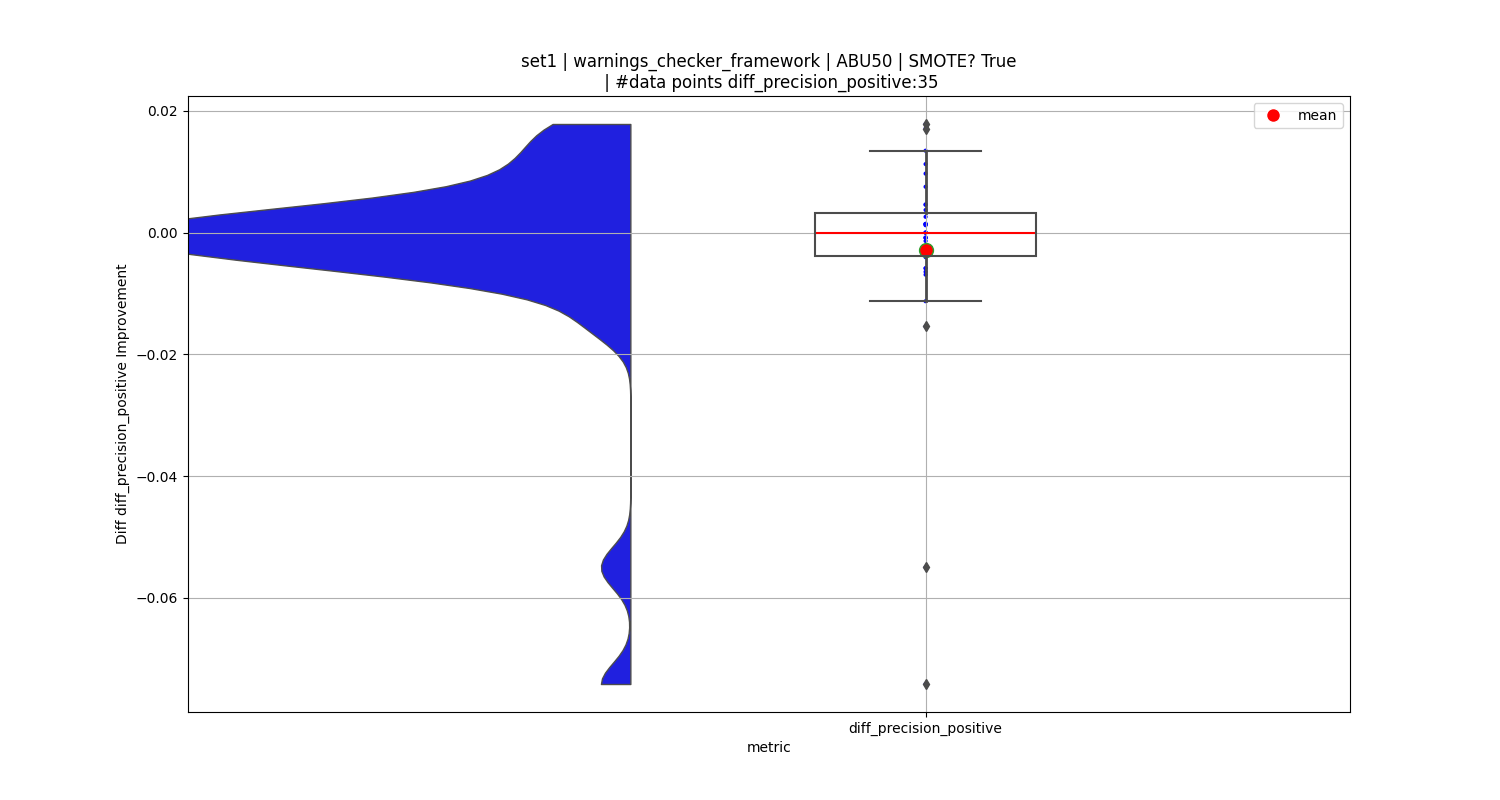 set1 | warnings_checker_framework | ABU50 | SMOTE? True
| #data points diff_precision_positive:35
mean
0.02
0.00
−0.02
−0.04
−0.06
Diff diff_precision_positive Improvement
diff_precision_positive
metric